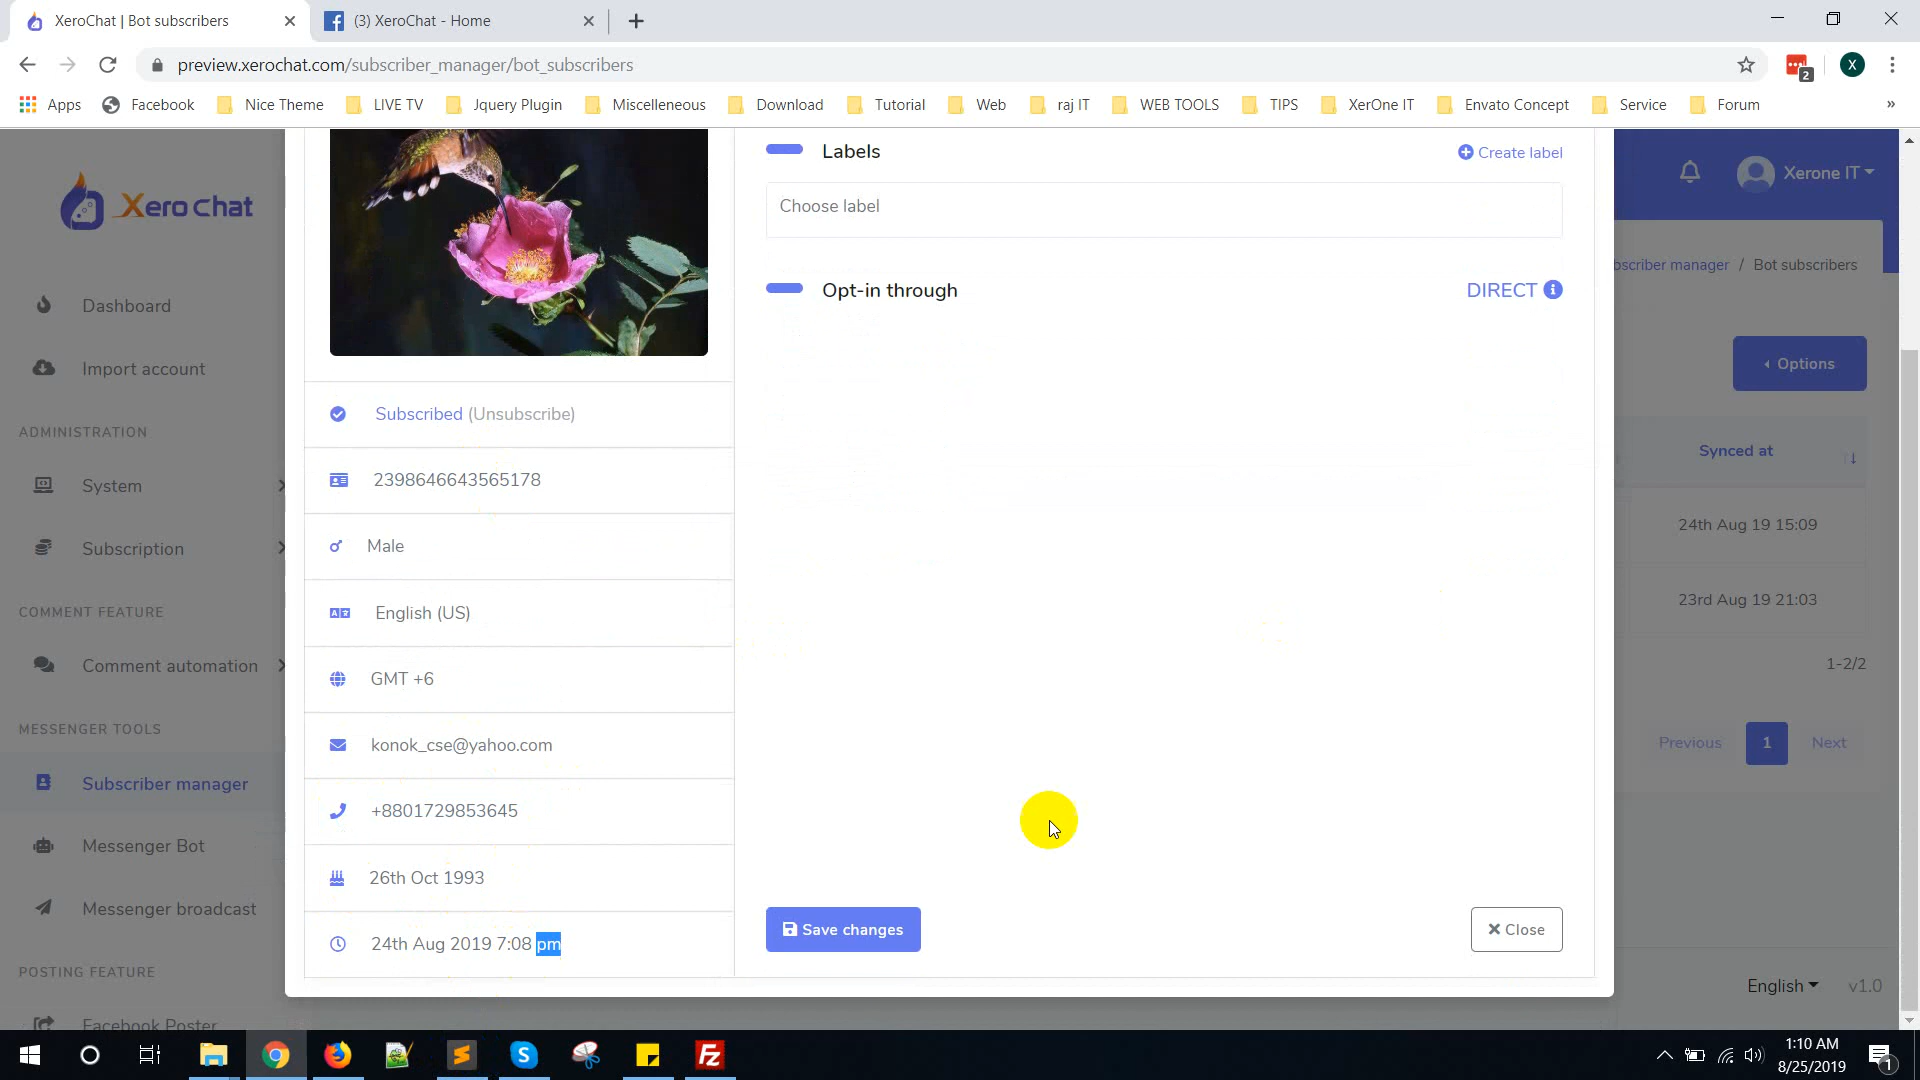 XeroChat | Bot subscribers
(3) XeroChat - Home
preview.xerochat.com/subscriber_manager/bot_subscribers
2
X
Apps
Facebook
Nice Theme
LIVE TV
Jquery Plugin
Miscelleneous
Download
Tutorial
Web
raj IT
WEB TOOLS
TIPS
XerOne IT
Envato Concept
Service
Forum
»
Xero chat
Dashboard
Import account
ADMINISTRATION
System
Subscription
COMMENT FEATURE
Comment automation
MESSENGER TOOLS
Subscriber manager
Messenger Bot
Messenger broadcast
POSTING FEATURE
Facebook Poster
Subscribed (Unsubscribe)
2398646643565178
Male
English (US)
GMT +6
konok_cse@yahoo.com
+8801729853645
26th Oct 1993
24th Aug 2019 7:08 pm
Labels
Create label
Choose label
Opt-in through
DIRECT
Save changes
Close
Xerone IT
bscriber manager / Bot subscribers
Options
Synced at
24th Aug 19 15:09
23rd Aug 19 21:03
1-2/2
Previous
1
Next
English
v1.0
1:10 AM
8/25/2019
1